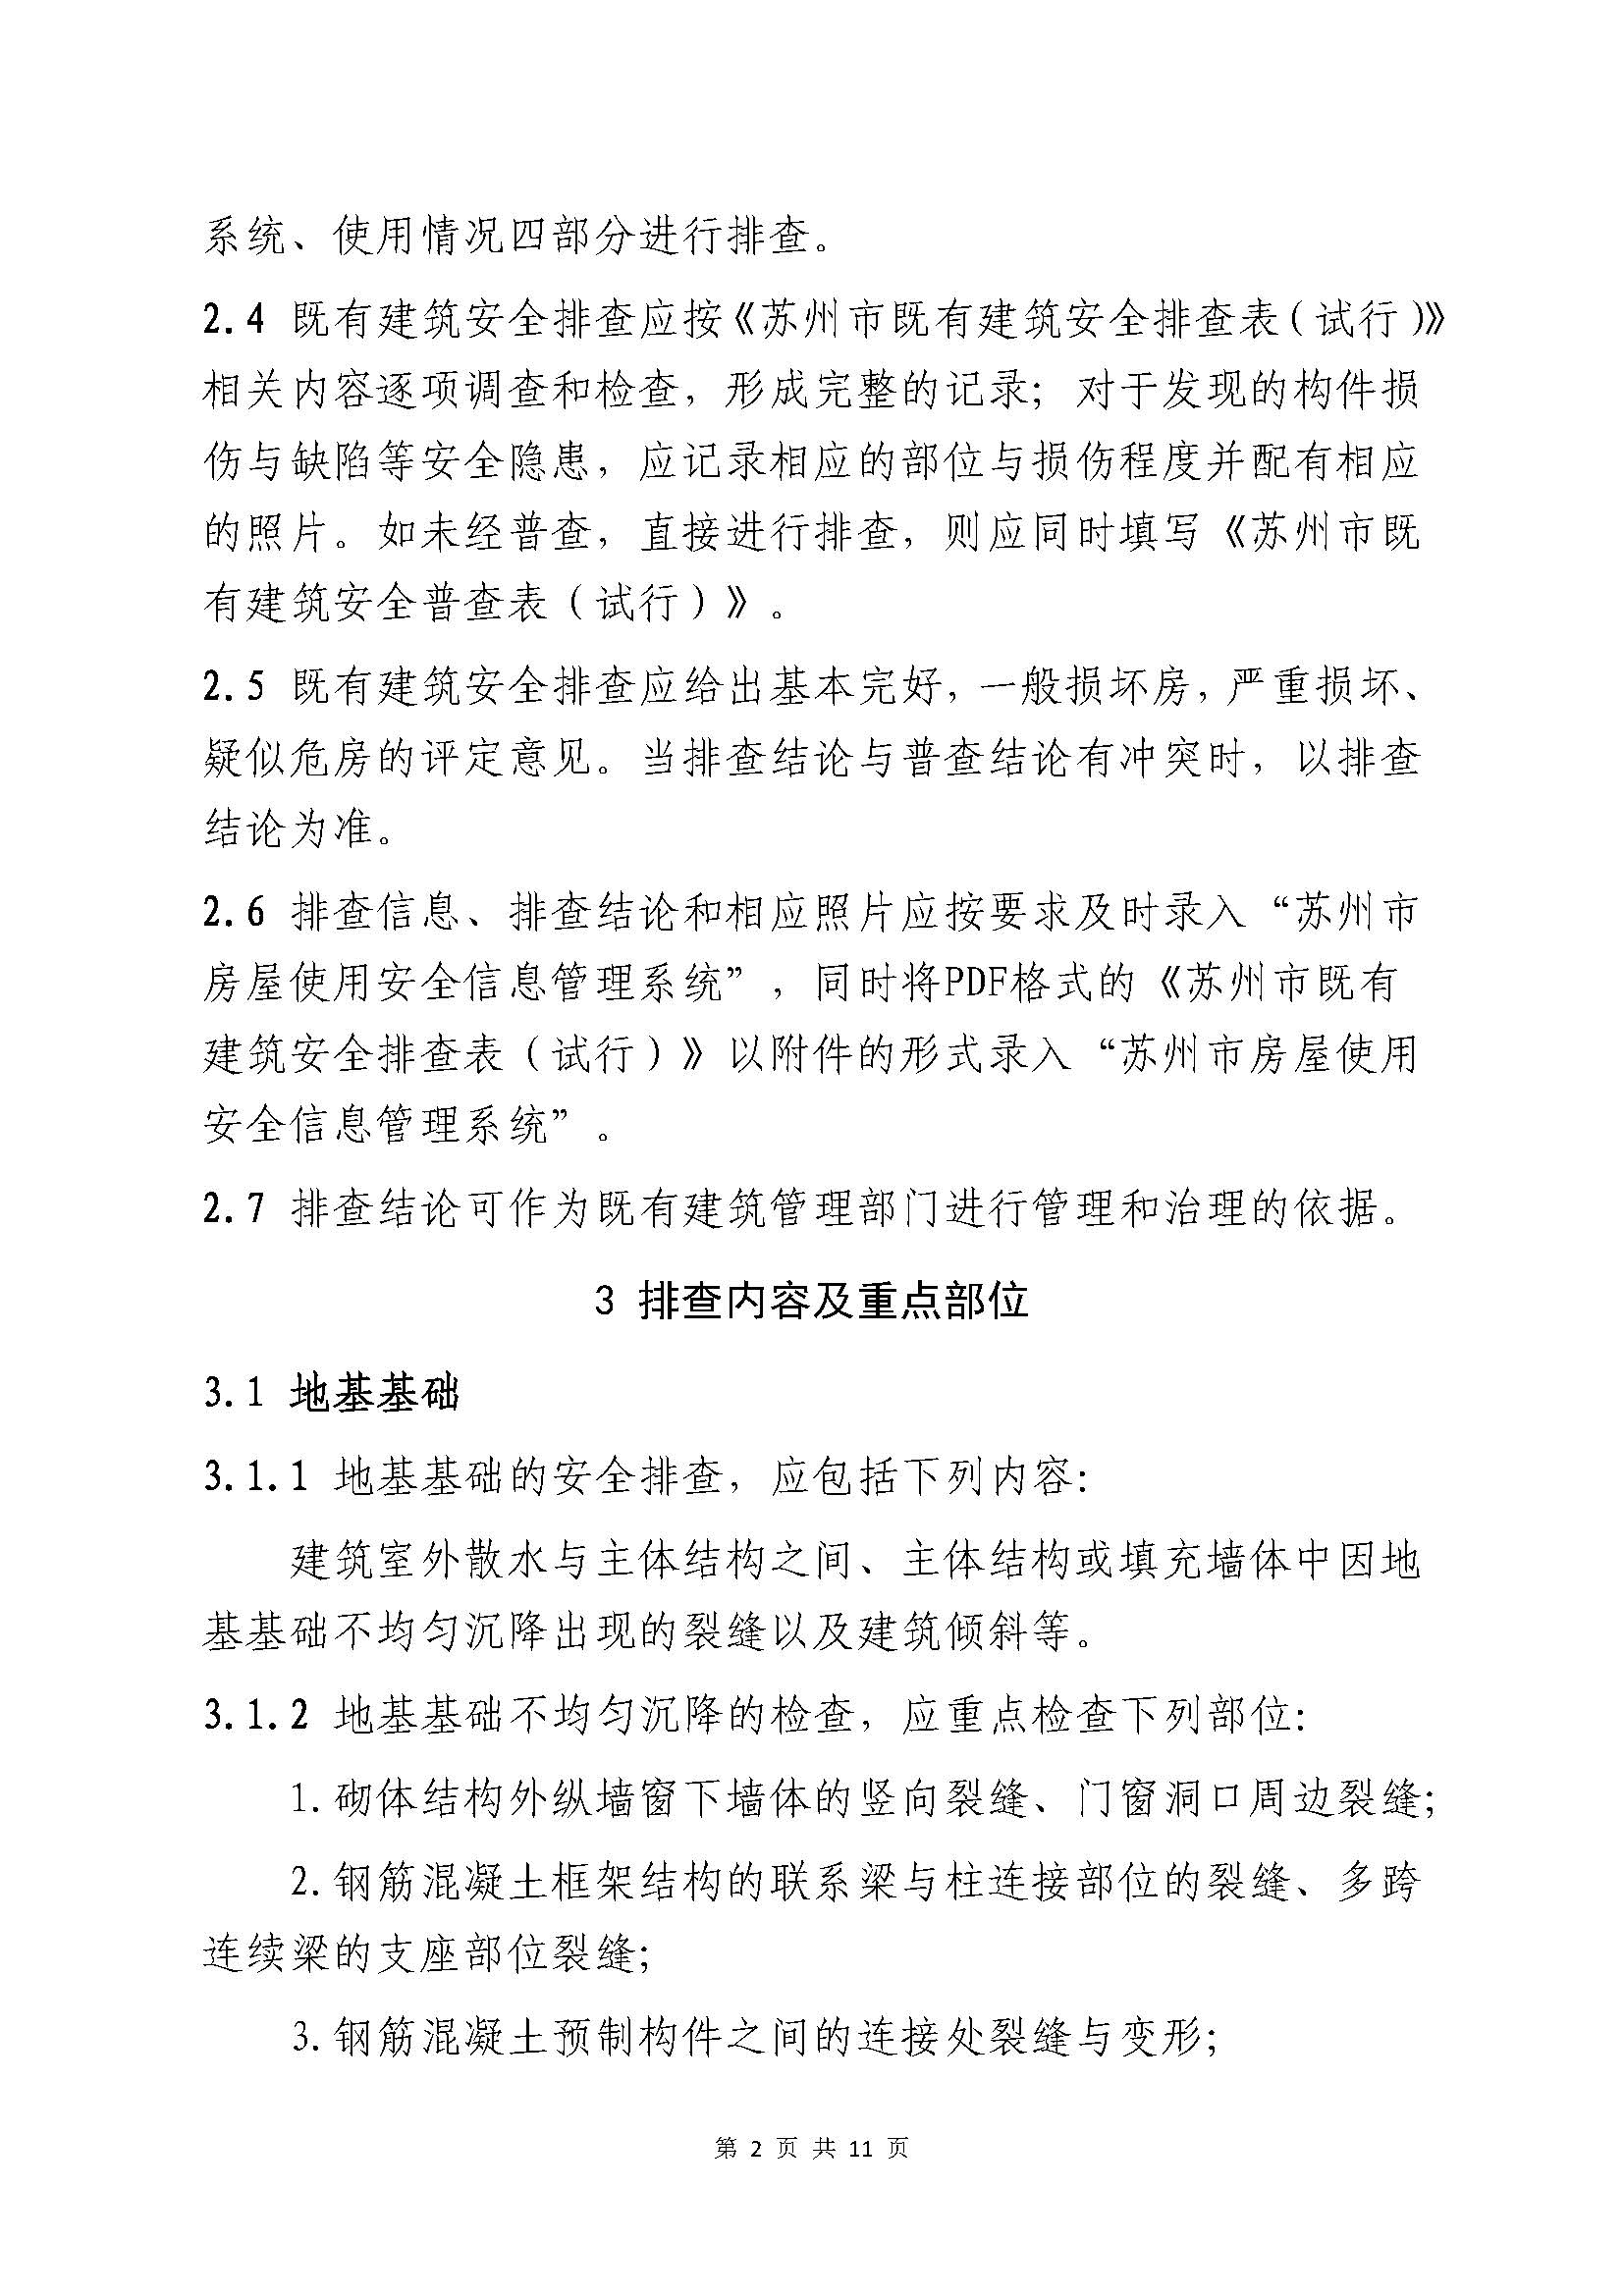 系统、使用情况四部分进行排查。
2.4 既有建筑安全排查应按《苏州市既有建筑安全排查表（试行）》
相关内容逐项调查和检查，形成完整的记录；对于发现的构件损
伤与缺陷等安全隐患，应记录相应的部位与损伤程度并配有相应
的照片。如未经普查，直接进行排查，则应同时填写《苏州市既
有建筑安全普查表（试行）》。
2.5 既有建筑安全排查应给出基本完好，一般损坏房，严重损坏、
疑似危房的评定意见。当排查结论与普查结论有冲突时，以排查
结论为准。
2.6 排查信息、排查结论和相应照片应按要求及时录入“苏州市
房屋使用安全信息管理系统”，同时将PDF格式的《苏州市既有
建筑安全排查表（试行）》以附件的形式录入“苏州市房屋使用
安全信息管理系统”。
2.7 排查结论可作为既有建筑管理部门进行管理和治理的依据。
3 排查内容及重点部位
3.1 地基基础
3.1.1 地基基础的安全排查，应包括下列内容：
建筑室外散水与主体结构之间、主体结构或填充墙体中因地
基基础不均匀沉降出现的裂缝以及建筑倾斜等。
3.1.2 地基基础不均匀沉降的检查，应重点检查下列部位：
1.砌体结构外纵墙窗下墙体的竖向裂缝、门窗洞口周边裂缝；
2.钢筋混凝土框架结构的联系梁与柱连接部位的裂缝、多跨
连续梁的支座部位裂缝；
3.钢筋混凝土预制构件之间的连接处裂缝与变形；
第 2 页 共 11 页